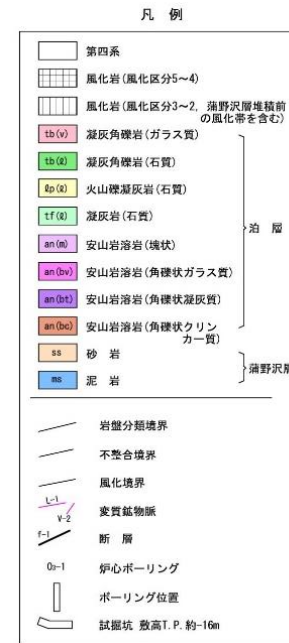 凡 例
第四系
風化岩(風化区分5~4)
風化岩(風化区分3~2, 蒲野沢層堆積前
の風化帯を含む)
tb(v) 凝灰角礫岩(ガラス質)
tb(ℓ) 凝灰角礫岩(石質)
ℓp(ℓ) 火山礫凝灰岩(石質)
tf(ℓ) 凝灰岩(石質)
an(m) 安山岩溶岩(塊状)
泊 層
an(bv) 安山岩溶岩(角礫状ガラス質)
an(bt) 安山岩溶岩(角礫状凝灰質)
an(bc) 安山岩溶岩(角礫状クリン
カー質)
ss 砂 岩
蒲野沢層
ms 泥 岩
岩盤分類境界
不整合境界
風化境界
L-1 V-2 変質鉱物脈
f-1 断 層
O₂-1 炉心ボーリング
ボーリング位置
試掘坑 敷高T.P.約-16m